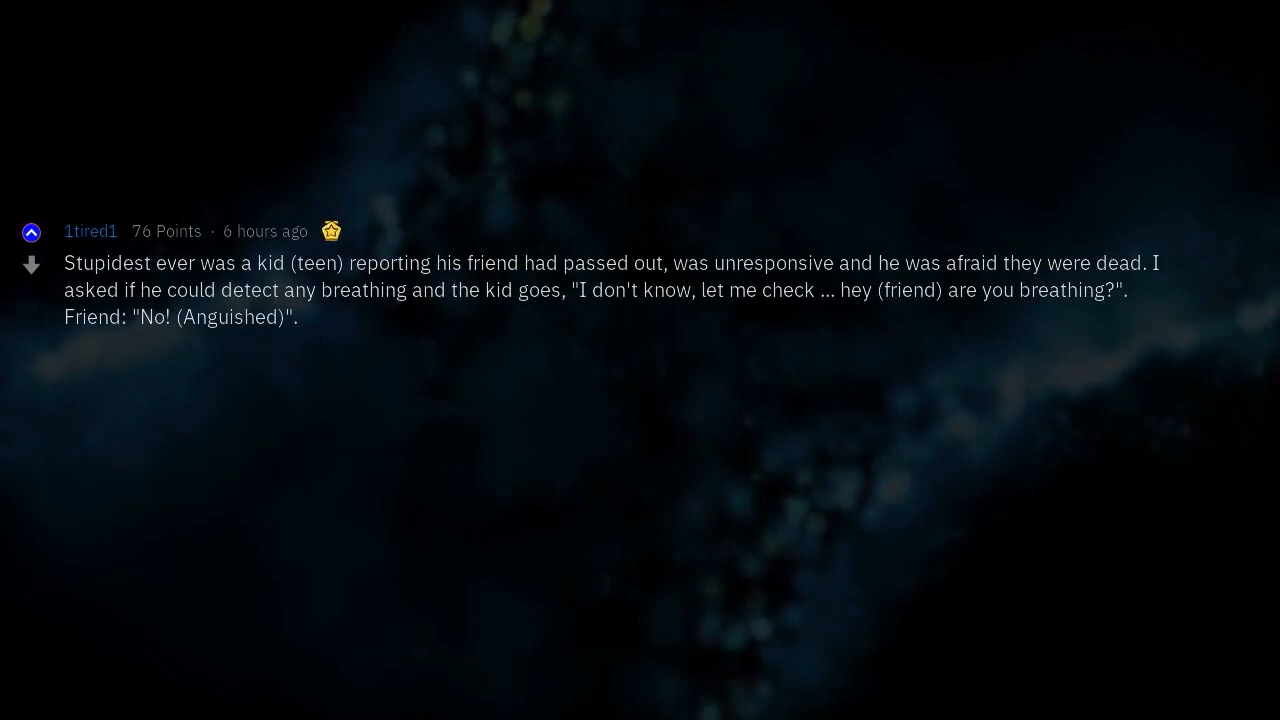 1tired1 76 Points · 6 hours ago
Stupidest ever was a kid (teen) reporting his friend had passed out, was unresponsive and he was afraid they were dead. I
asked if he could detect any breathing and the kid goes, "I don't know, let me check ... hey (friend) are you breathing?".
Friend: "No! (Anguished)".